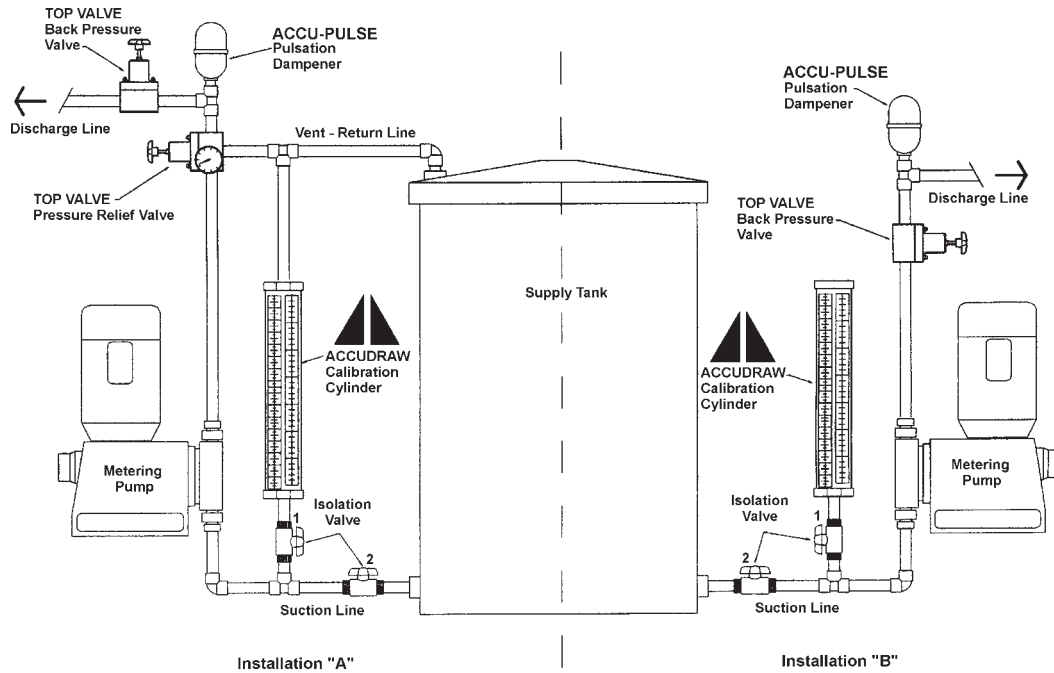 TOP VALVE
Back Pressure
Valve
ACCU-PULSE
Pulsation
Dampener
Discharge Line
Vent - Return Line
TOP VALVE
Pressure Relief Valve
ACCUDRAW
Calibration
Cylinder
Metering
Pump
Isolation
Valve
1
2
Suction Line
Installation "A"
Supply Tank
ACCU-PULSE
Pulsation
Dampener
Discharge Line
TOP VALVE
Back Pressure
Valve
ACCUDRAW
Calibration
Cylinder
Metering
Pump
Isolation
Valve
1
2
Suction Line
Installation "B"